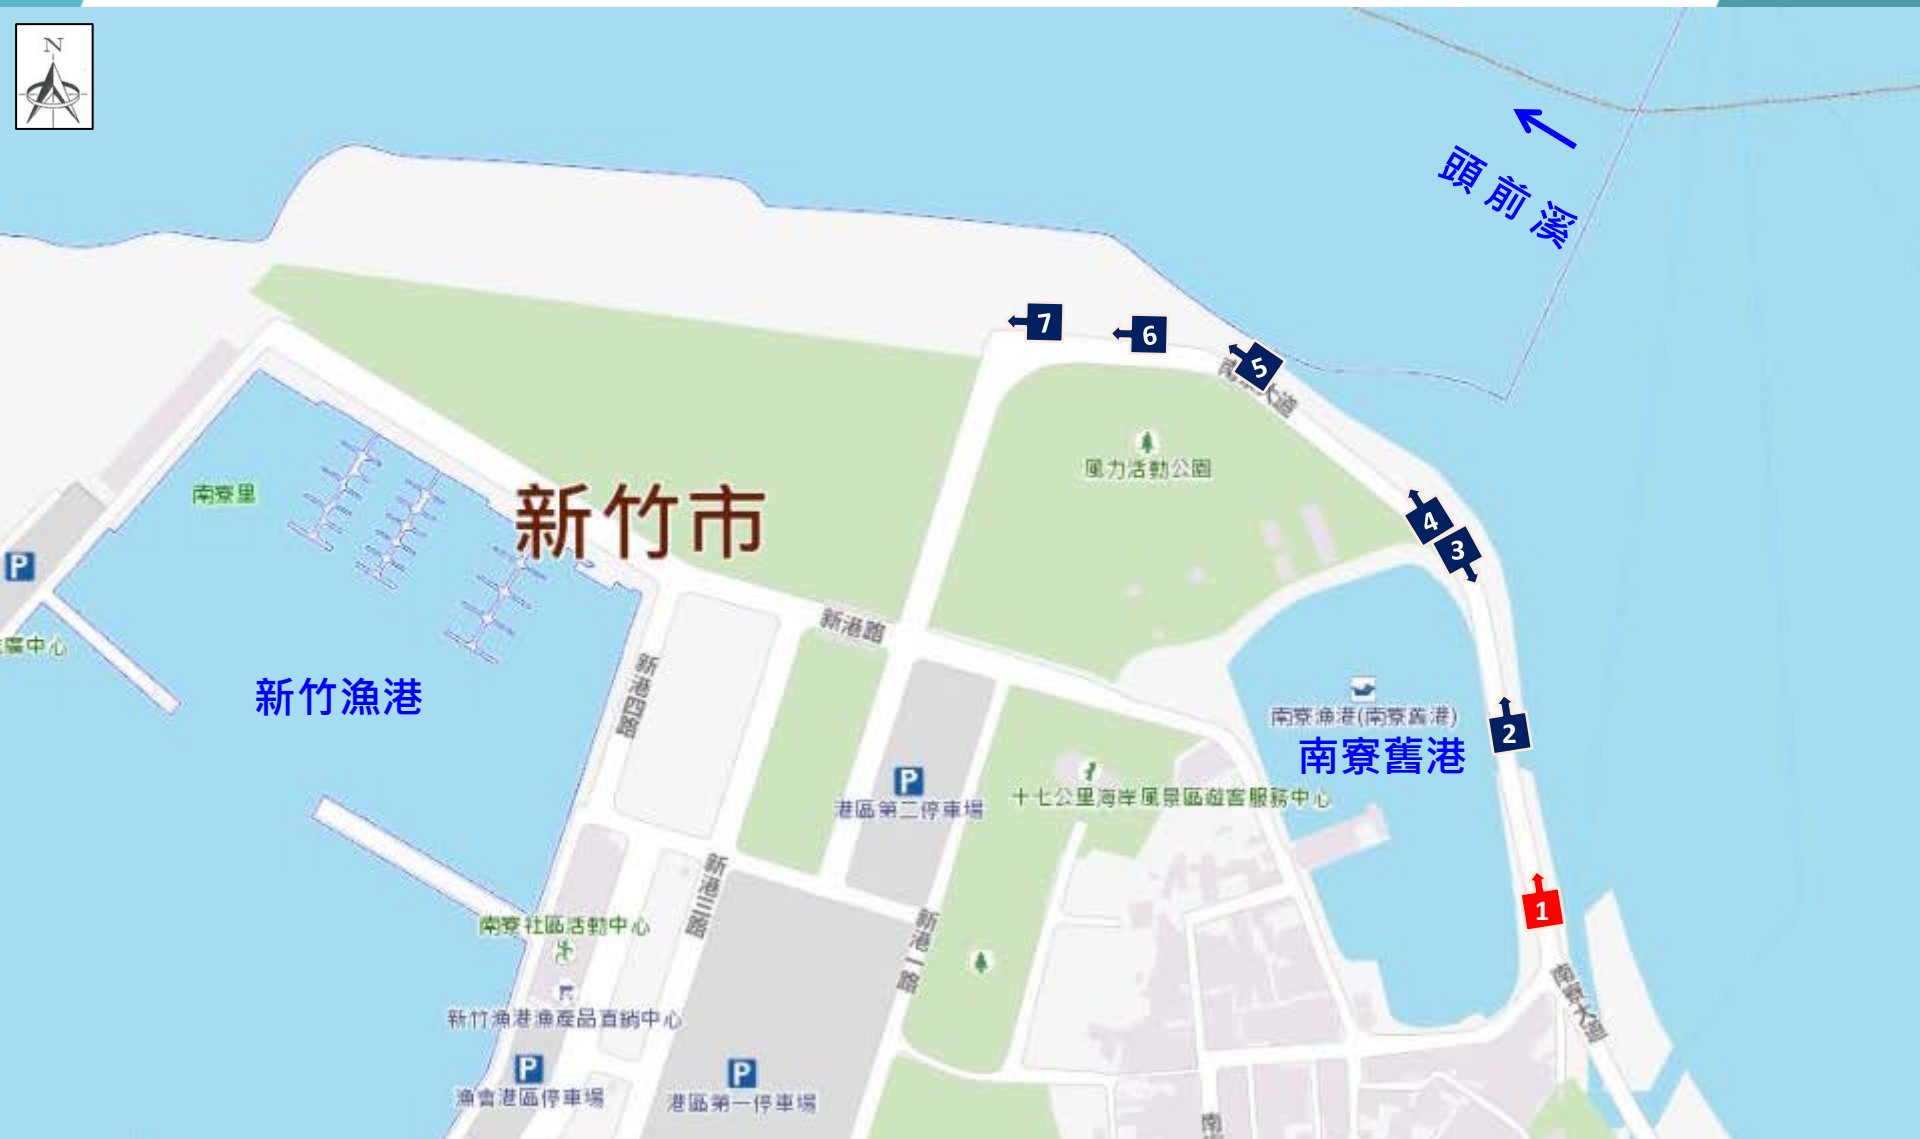 N
頭前溪
7
6
5
南寮大道
風力活動公園
4
3
南寮里
新竹市
P
新港路
新港四路
新竹漁港
南寮漁港(南寮舊港)
南寮舊港
2
P
港區第二停車場
十七公里海岸風景區遊客服務中心
1
新港三路
新港一路
南寮社區活動中心
南寮大道
新竹漁港漁產品直銷中心
P
漁會港區停車場
P
港區第一停車場
南